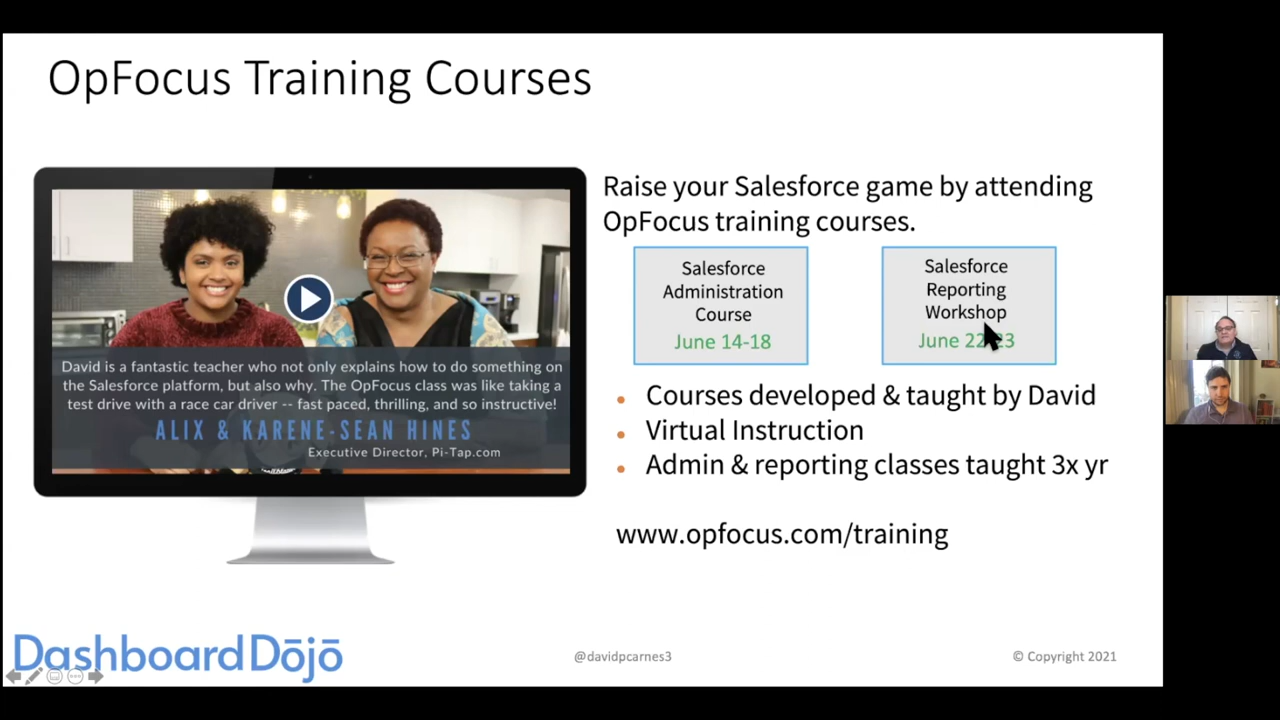 OpFocus Training Courses
David is a fantastic teacher who not only explains how to do something on
the Salesforce platform, but also why. The OpFocus class was like taking a
test drive with a race car driver -- fast paced, thrilling, and so instructive!
ALIX & KARENE-SEAN HINES
Executive Director, Pi-Tap.com
Raise your Salesforce game by attending
OpFocus training courses.
Salesforce
Administration
Course
June 14-18
Salesforce
Reporting
Workshop
June 22-23
• Courses developed & taught by David
• Virtual Instruction
• Admin & reporting classes taught 3x yr
www.opfocus.com/training
DashboardDōjō
@davidpcarnes3
© Copyright 2021